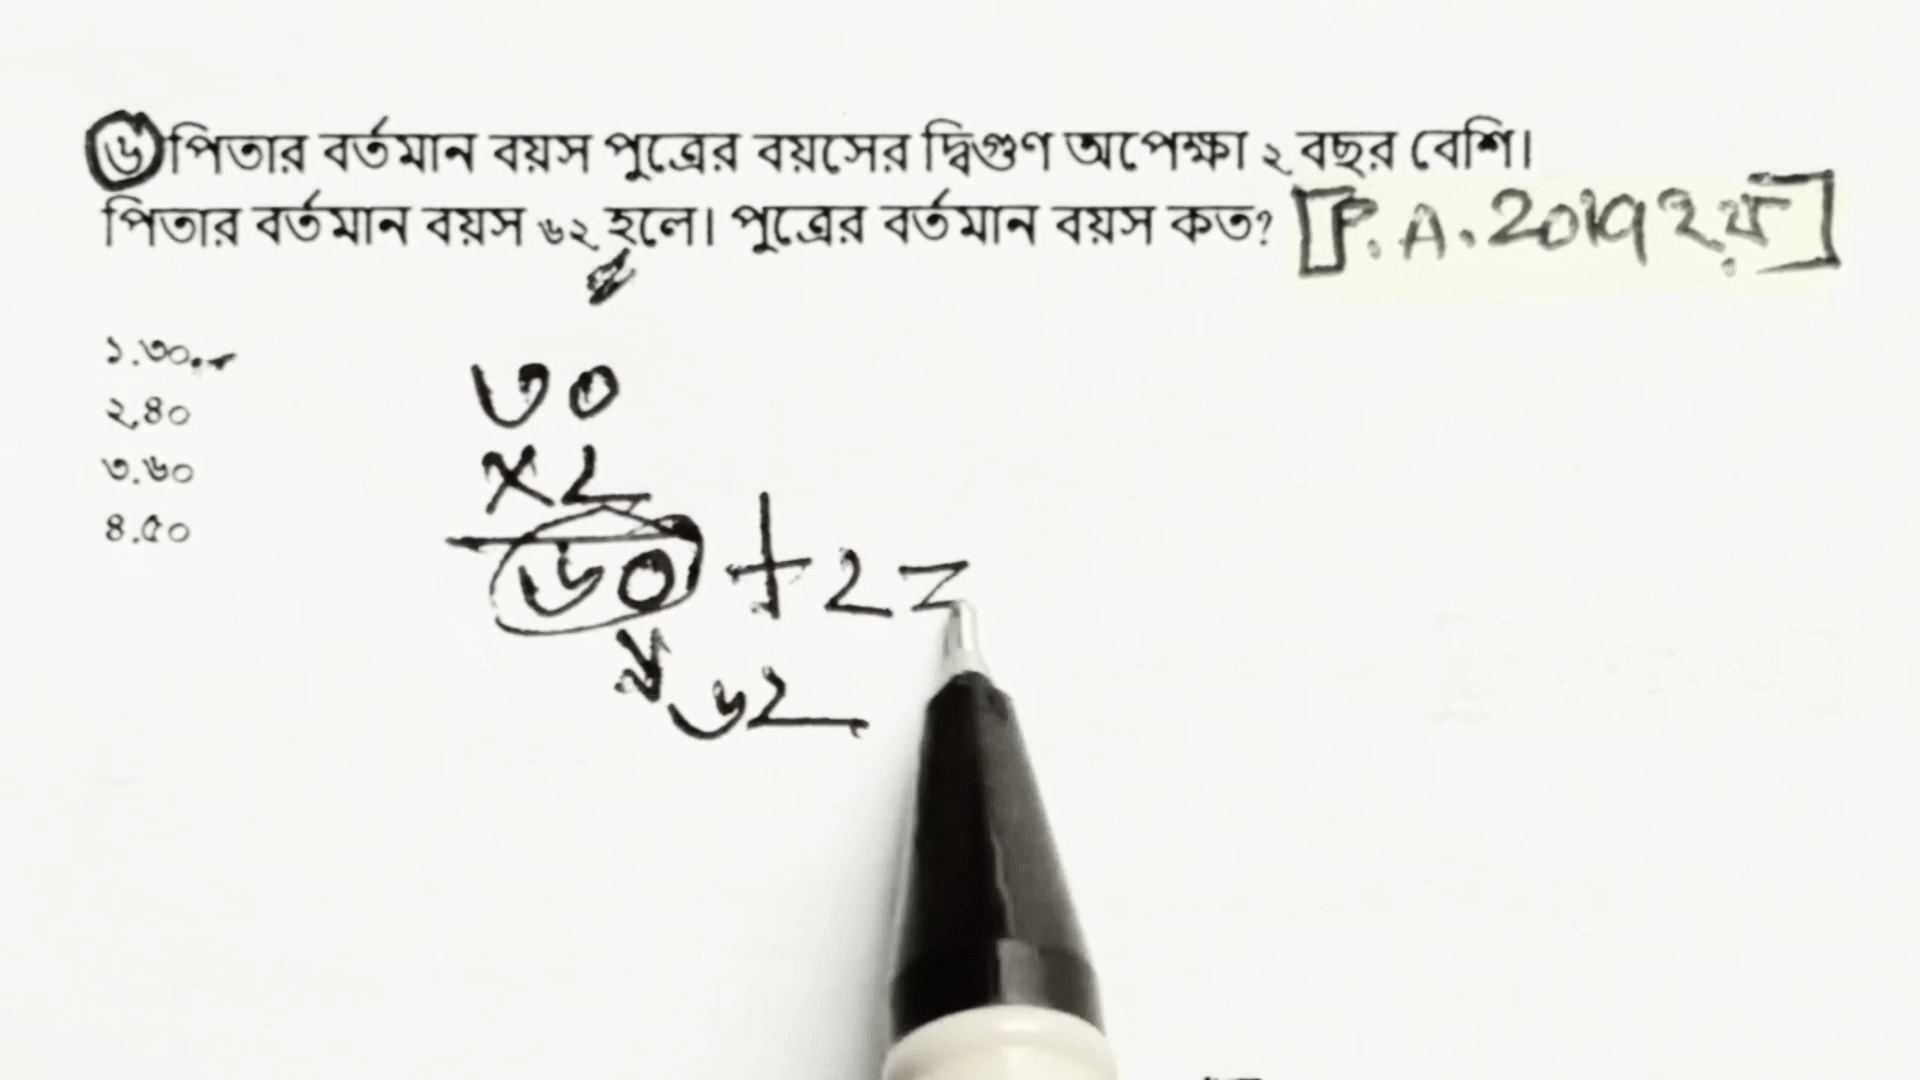 ৬ পিতার বর্তমান বয়স পুত্রের বয়সের দ্বিগুণ অপেক্ষা ২ বছর বেশি।
পিতার বর্তমান বয়স ৬২ হলে। পুত্রের বর্তমান বয়স কত? [P. A. 2019 ২য়]
১.৩০
২.৪০
৩.৬০
৪.৫০
৩০
×2
৬০ + 2 =
৬2